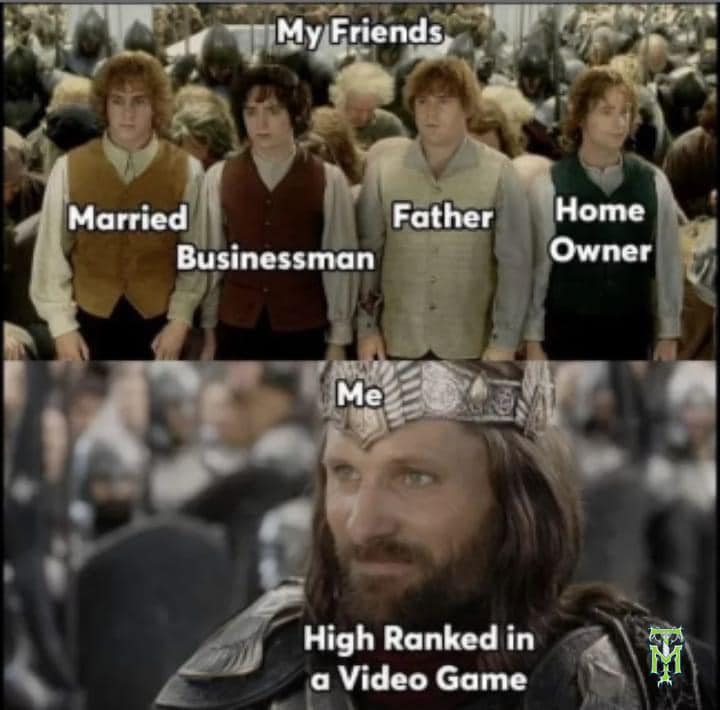 My Friends
Married
Businessman
Father
Home
Owner
Me
High Ranked in
a Video Game